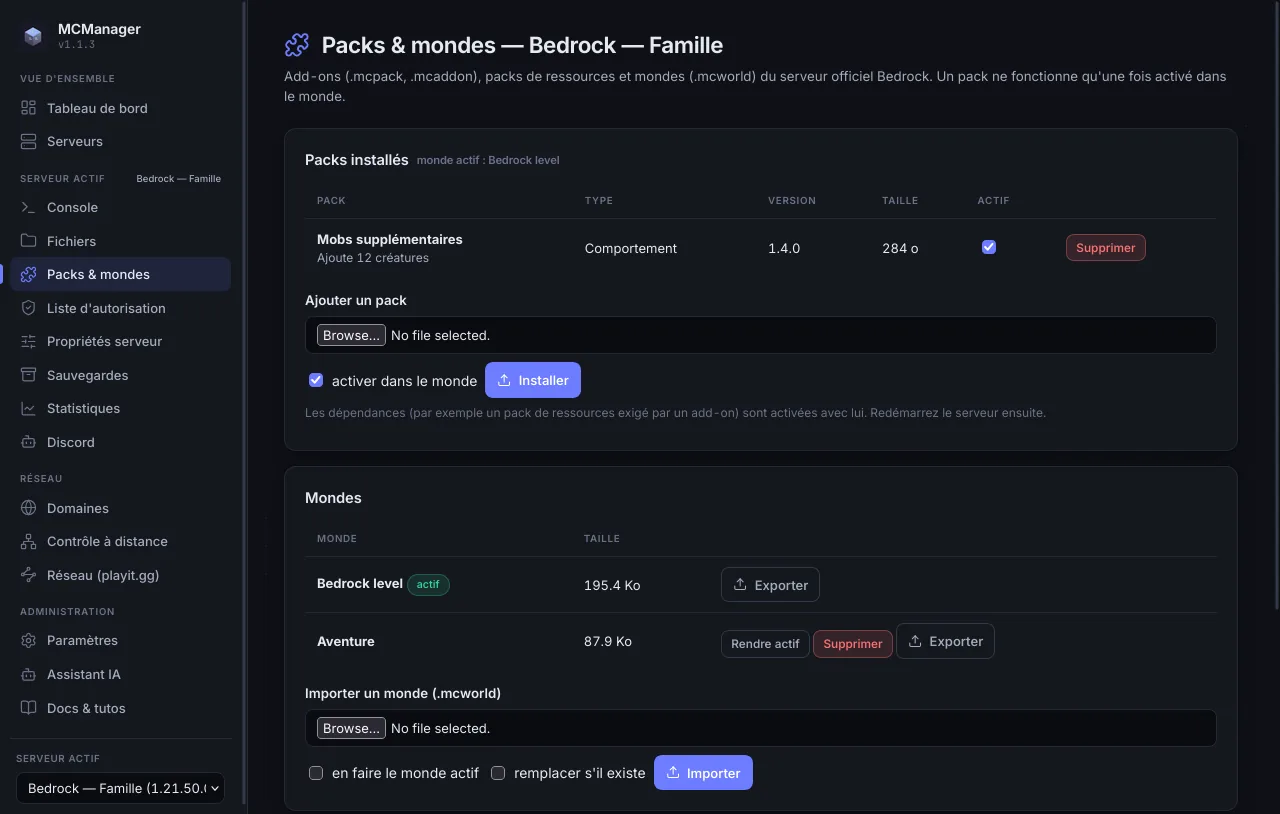 MCManager
v1.1.3
VUE D'ENSEMBLE
Tableau de bord
Serveurs
SERVEUR ACTIF Bedrock — Famille
Console
Fichiers
Packs & mondes
Liste d'autorisation
Propriétés serveur
Sauvegardes
Statistiques
Discord
RÉSEAU
Domaines
Contrôle à distance
Réseau (playit.gg)
ADMINISTRATION
Paramètres
Assistant IA
Docs & tutos
SERVEUR ACTIF
Bedrock — Famille (1.21.50.(
Packs & mondes — Bedrock — Famille
Add-ons (.mcpack, .mcaddon), packs de ressources et mondes (.mcworld) du serveur officiel Bedrock. Un pack ne fonctionne qu'une fois activé dans
le monde.
Packs installés monde actif : Bedrock level
PACK TYPE VERSION TAILLE ACTIF
Mobs supplémentaires
Ajoute 12 créatures
Comportement 1.4.0 284 o Supprimer
Ajouter un pack
Browse... No file selected.
activer dans le monde Installer
Les dépendances (par exemple un pack de ressources exigé par un add-on) sont activées avec lui. Redémarrez le serveur ensuite.
Mondes
MONDE TAILLE
Bedrock level actif 195.4 Ko Exporter
Aventure 87.9 Ko Rendre actif Supprimer Exporter
Importer un monde (.mcworld)
Browse... No file selected.
en faire le monde actif remplacer s'il existe Importer